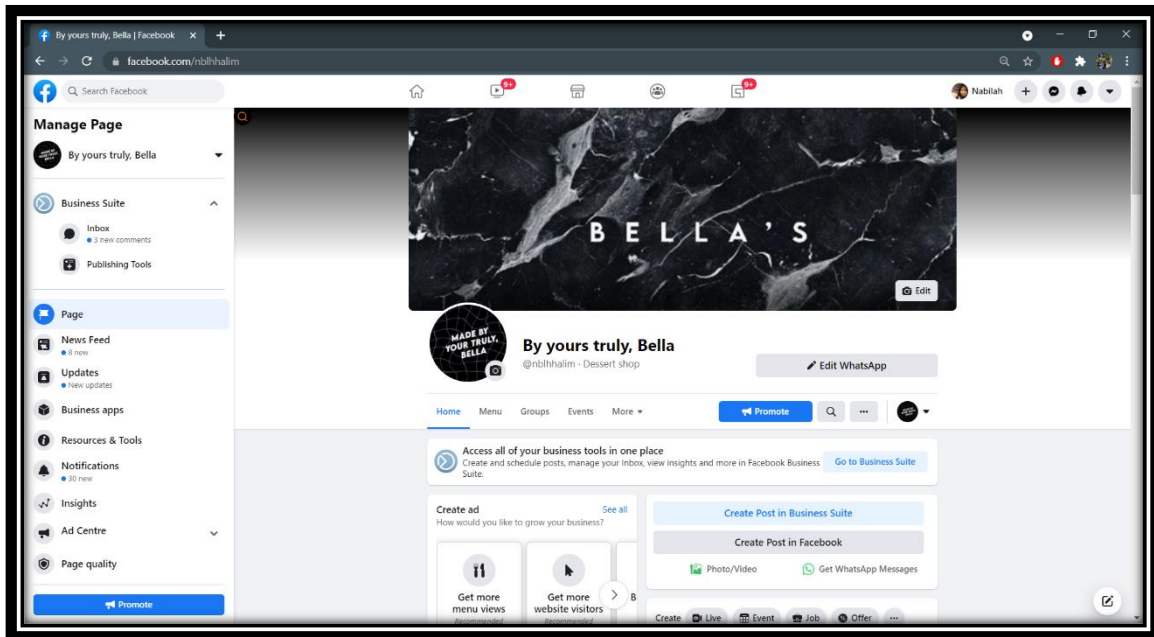 By yours truly, Bella | Facebook
facebook.com/nblhhalim
Search Facebook
9+
9+
Nabilah
Manage Page
By yours truly, Bella
Business Suite
Inbox
3 new comments
Publishing Tools
Page
News Feed
8 new
Updates
New updates
Business apps
Resources & Tools
Notifications
30 new
Insights
Ad Centre
Page quality
Promote
BELLA'S
Edit
MADE BY
YOUR TRULY,
BELLA
By yours truly, Bella
@nblhhalim · Dessert shop
Edit WhatsApp
Home Menu Groups Events More
Promote
Access all of your business tools in one place
Create and schedule posts, manage your Inbox, view insights and more in Facebook Business
Suite.
Go to Business Suite
Create ad
See all
How would you like to grow your business?
Get more
menu views
Recommended
Get more
website visitors
Recommended
B
Create Post in Business Suite
Create Post in Facebook
Photo/Video
Get WhatsApp Messages
Create Live Event Job Offer